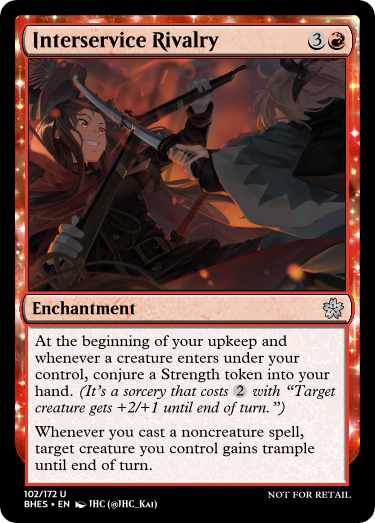 Interservice Rivalry 3
Enchantment
At the beginning of your upkeep and
whenever a creature enters under your
control, conjure a Strength token into your
hand. (It's a sorcery that costs 2 with “Target
creature gets +2/+1 until end of turn.”)
Whenever you cast a noncreature spell,
target creature you control gains trample
until end of turn.
102/172 U
BHES • EN JHC (@JHC_Kai)
NOT FOR RETAIL